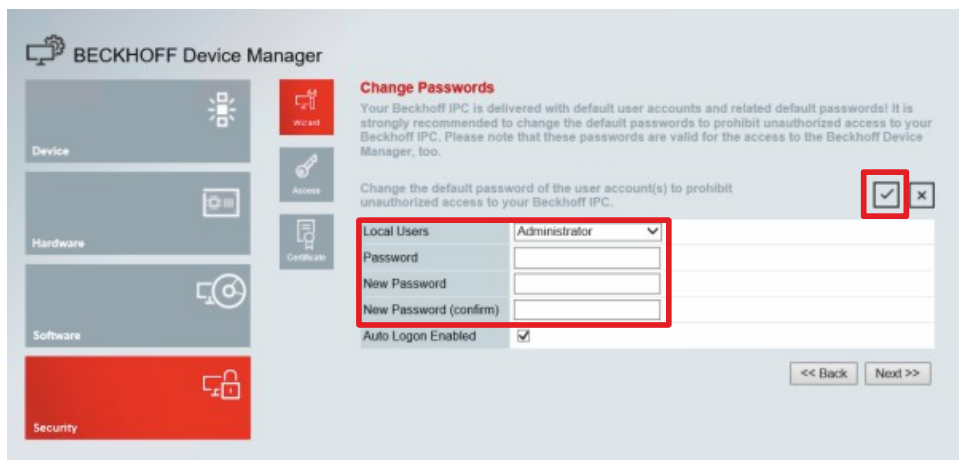 BECKHOFF Device Manager
Device
Hardware
Software
Security
Wizard
Access
Certificate
Change Passwords
Your Beckhoff IPC is delivered with default user accounts and related default passwords! It is
strongly recommended to change the default passwords to prohibit unauthorized access to your
Beckhoff IPC. Please note that these passwords are valid for the access to the Beckhoff Device
Manager, too.
Change the default password of the user account(s) to prohibit
unauthorized access to your Beckhoff IPC.
Local Users Administrator
Password
New Password
New Password (confirm)
Auto Logon Enabled
<< Back Next >>